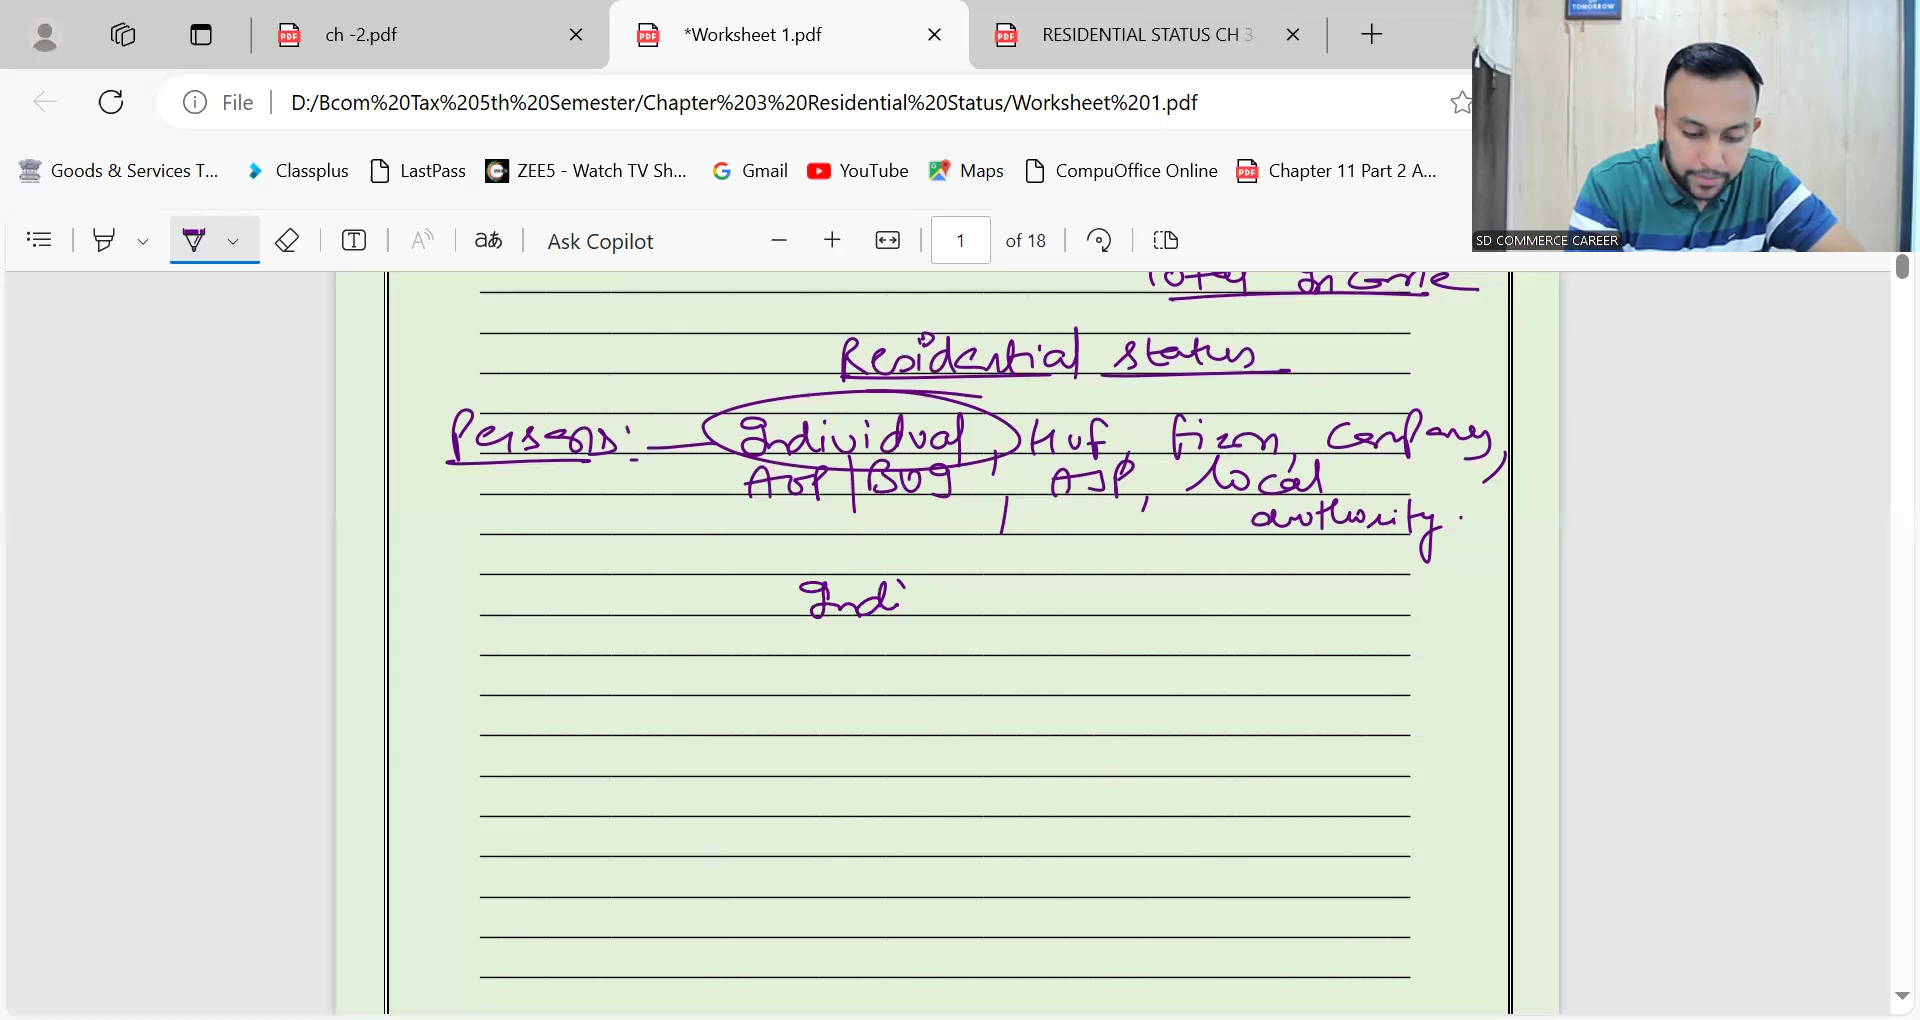 TOMORROW
ch -2.pdf
*Worksheet 1.pdf
RESIDENTIAL STATUS CH 3
File
D:/Bcom%20Tax%205th%20Semester/Chapter%203%20Residential%20Status/Worksheet%201.pdf
Goods & Services T...
Classplus
LastPass
ZEE5 - Watch TV Sh...
Gmail
YouTube
Maps
CompuOffice Online
Chapter 11 Part 2 A...
Ask Copilot
1 of 18
SD COMMERCE CAREER
Total Income
Residential status
Persons:- Individual, HUF, firm, Company,
AOP/BOI, AJP, local
authority.
Indi